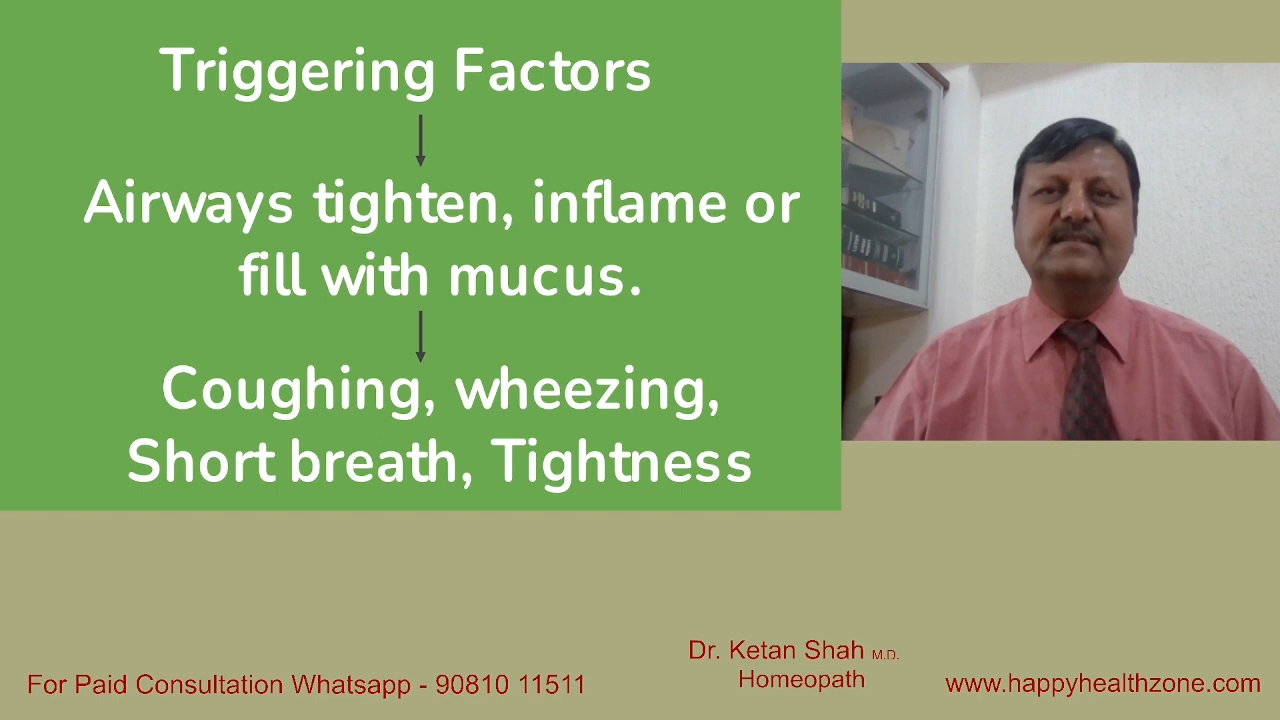 Triggering Factors
Airways tighten, inflame or
fill with mucus.
Coughing, wheezing,
Short breath, Tightness
Dr. Ketan Shah M.D.
Homeopath
For Paid Consultation Whatsapp - 90810 11511
www.happyhealthzone.com